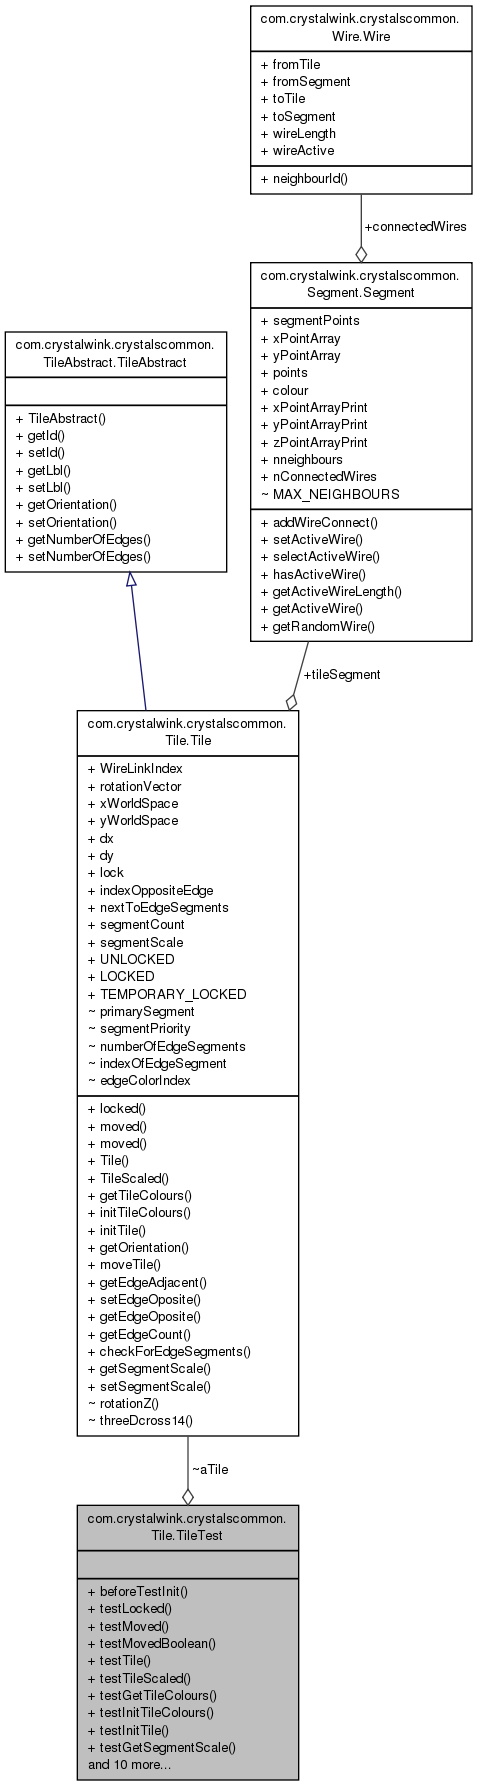 com.crystalwink.crystalscommon.
Wire.Wire
+ fromTile
+ fromSegment
+ toTile
+ toSegment
+ wireLength
+ wireActive
+ neighbourId()
+connectedWires
com.crystalwink.crystalscommon.
Segment.Segment
+ segmentPoints
+ xPointArray
+ yPointArray
+ points
+ colour
+ xPointArrayPrint
+ yPointArrayPrint
+ zPointArrayPrint
+ nneighbours
+ nConnectedWires
~ MAX_NEIGHBOURS
+ addWireConnect()
+ setActiveWire()
+ selectActiveWire()
+ hasActiveWire()
+ getActiveWireLength()
+ getActiveWire()
+ getRandomWire()
com.crystalwink.crystalscommon.
TileAbstract.TileAbstract
+ TileAbstract()
+ getId()
+ setId()
+ getLbl()
+ setLbl()
+ getOrientation()
+ setOrientation()
+ getNumberOfEdges()
+ setNumberOfEdges()
+tileSegment
com.crystalwink.crystalscommon.
Tile.Tile
+ WireLinkIndex
+ rotationVector
+ xWorldSpace
+ yWorldSpace
+ dx
+ dy
+ lock
+ indexOppositeEdge
+ nextToEdgeSegments
+ segmentCount
+ segmentScale
+ UNLOCKED
+ LOCKED
+ TEMPORARY_LOCKED
~ primarySegment
~ segmentPriority
~ numberOfEdgeSegments
~ indexOfEdgeSegment
~ edgeColorIndex
+ locked()
+ moved()
+ moved()
+ Tile()
+ TileScaled()
+ getTileColours()
+ initTileColours()
+ initTile()
+ getOrientation()
+ moveTile()
+ getEdgeAdjacent()
+ setEdgeOposite()
+ getEdgeOposite()
+ getEdgeCount()
+ checkForEdgeSegments()
+ getSegmentScale()
+ setSegmentScale()
~ rotationZ()
~ threeDcross14()
~aTile
com.crystalwink.crystalscommon.
Tile.TileTest
+ beforeTestInit()
+ testLocked()
+ testMoved()
+ testMovedBoolean()
+ testTile()
+ testTileScaled()
+ testGetTileColours()
+ testInitTileColours()
+ testInitTile()
+ testGetSegmentScale()
and 10 more...